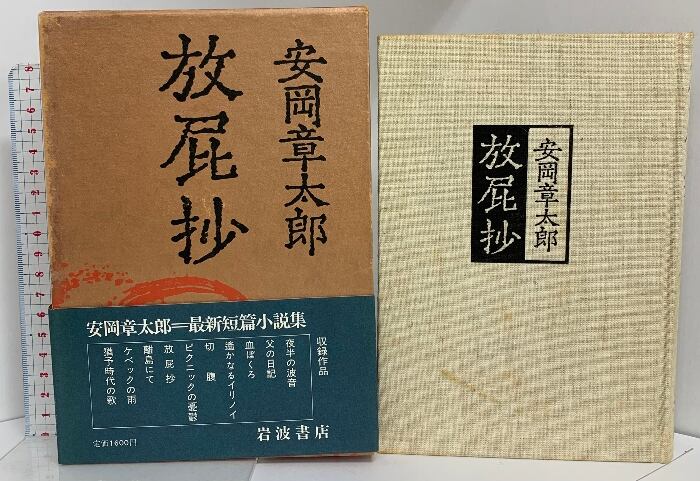 安岡章太郎
放屁抄
安岡章太郎＝最新短篇小説集
収録作品
夜半の波音
父の日記
血ぼくろ
遙かなるイリノイ
切腹
ピクニックの憂鬱
放屁抄
離島にて
ケベックの雨
猶予時代の歌
定価1600円
岩波書店
安岡章太郎
放屁抄